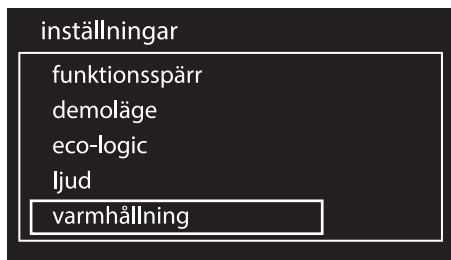 inställningar
funktionsspärr
demoläge
eco-logic
ljud
varmhållning